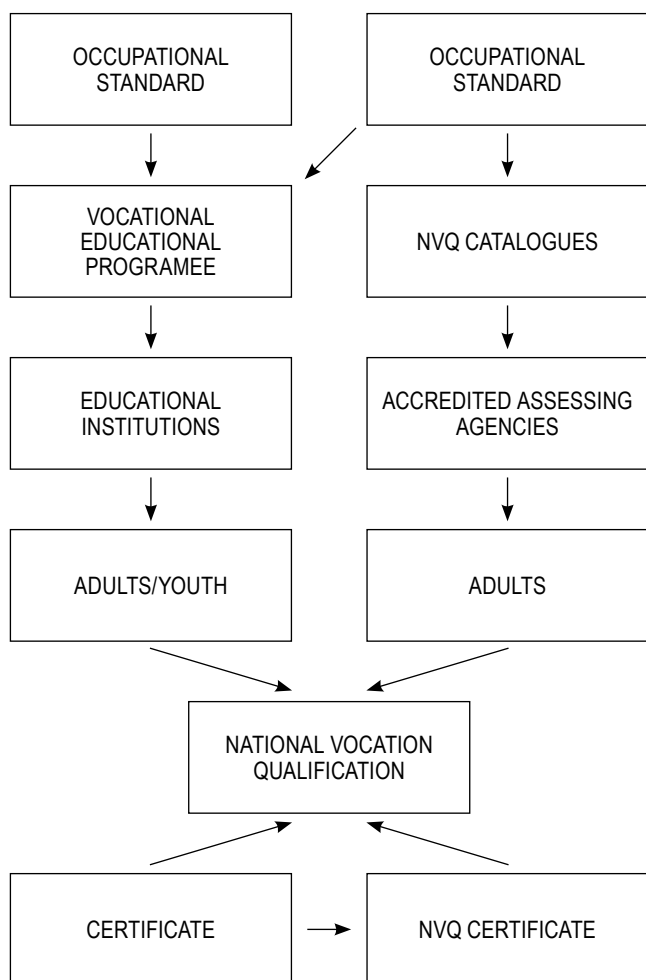 OCCUPATIONAL
STANDARD
OCCUPATIONAL
STANDARD
VOCATIONAL
EDUCATIONAL
PROGRAMEE
NVQ CATALOGUES
EDUCATIONAL
INSTITUTIONS
ACCREDITED ASSESSING
AGENCIES
ADULTS/YOUTH
ADULTS
NATIONAL VOCATION
QUALIFICATION
CERTIFICATE
NVQ CERTIFICATE